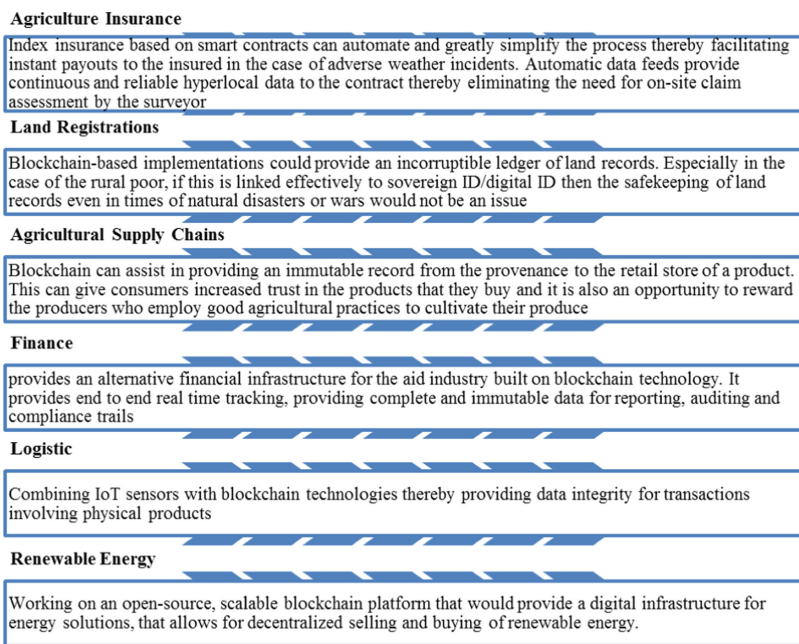 Agriculture Insurance
Index insurance based on smart contracts can automate and greatly simplify the process thereby facilitating
instant payouts to the insured in the case of adverse weather incidents. Automatic data feeds provide
continuous and reliable hyperlocal data to the contract thereby eliminating the need for on-site claim
assessment by the surveyor
Land Registrations
Blockchain-based implementations could provide an incorruptible ledger of land records. Especially in the
case of the rural poor, if this is linked effectively to sovereign ID/digital ID then the safekeeping of land
records even in times of natural disasters or wars would not be an issue
Agricultural Supply Chains
Blockchain can assist in providing an immutable record from the provenance to the retail store of a product.
This can give consumers increased trust in the products that they buy and it is also an opportunity to reward
the producers who employ good agricultural practices to cultivate their produce
Finance
provides an alternative financial infrastructure for the aid industry built on blockchain technology. It
provides end to end real time tracking, providing complete and immutable data for reporting, auditing and
compliance trails
Logistic
Combining IoT sensors with blockchain technologies thereby providing data integrity for transactions
involving physical products
Renewable Energy
Working on an open-source, scalable blockchain platform that would provide a digital infrastructure for
energy solutions, that allows for decentralized selling and buying of renewable energy.